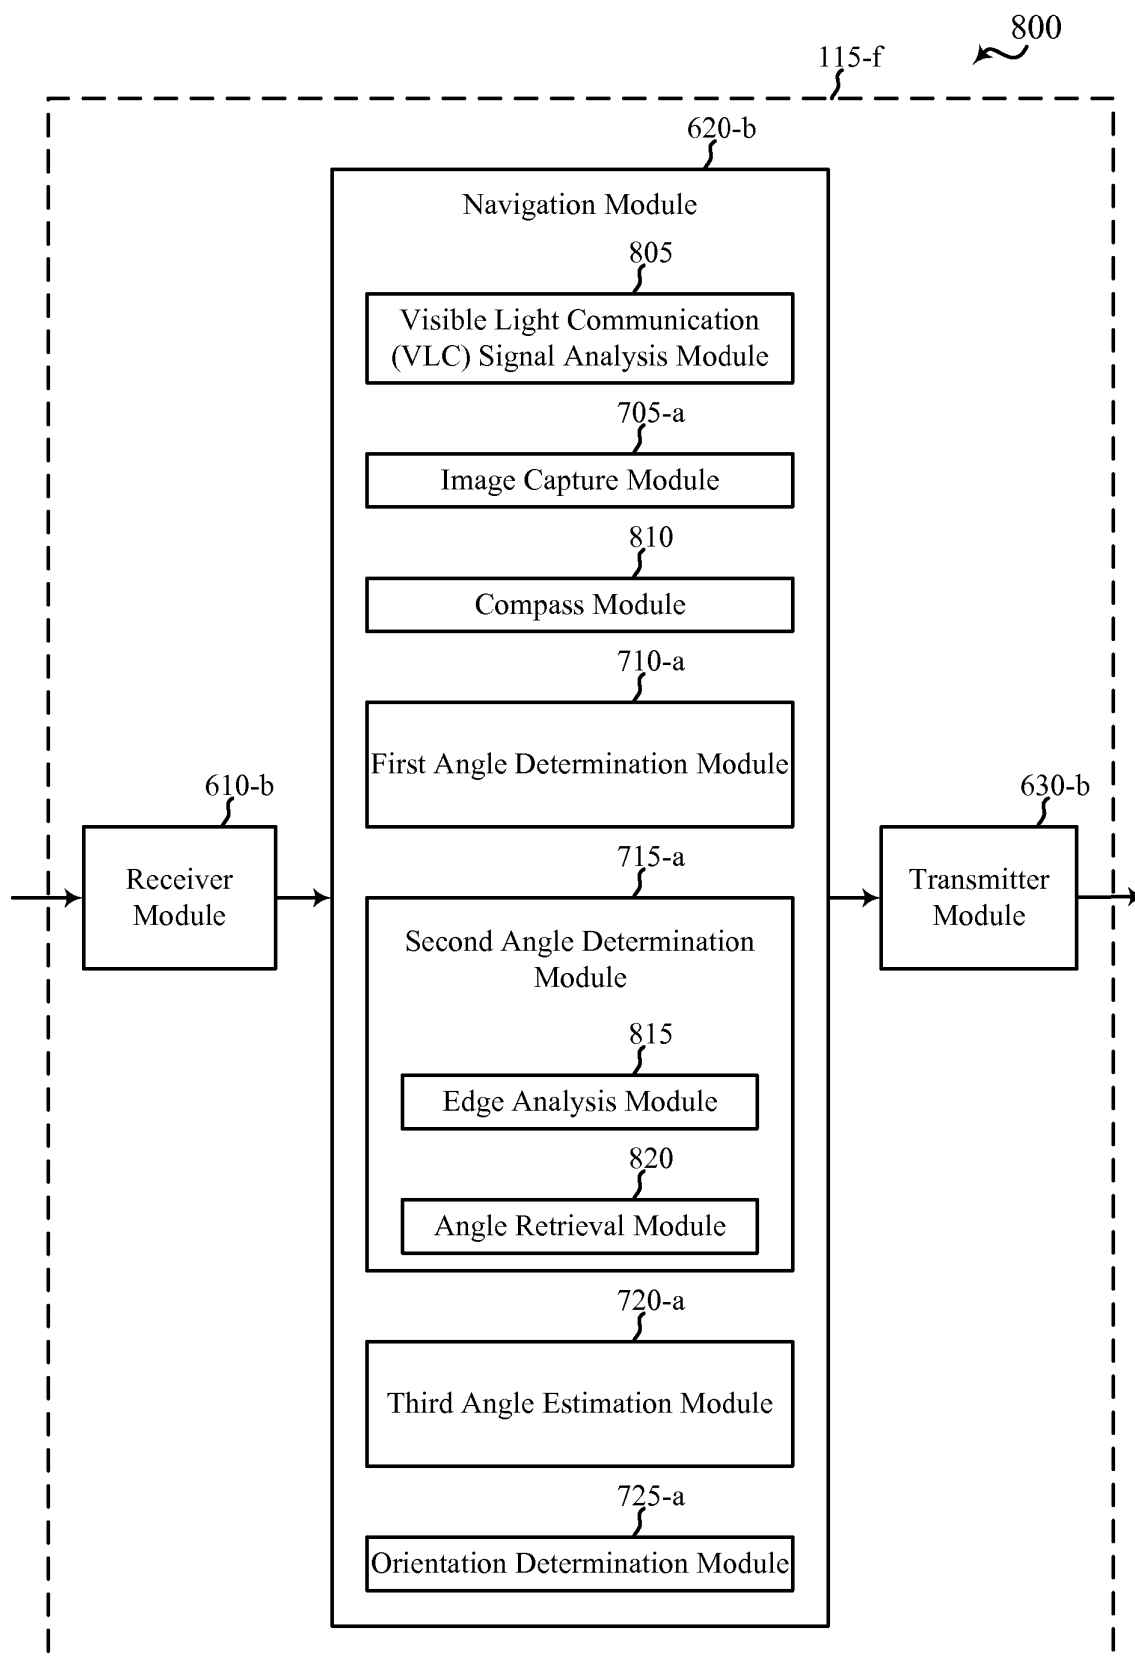 800
115-f
620-b
Navigation Module
805
Visible Light Communication
(VLC) Signal Analysis Module
705-a
Image Capture Module
810
Compass Module
710-a
First Angle Determination Module
610-b
Receiver
Module
630-b
Transmitter
Module
715-a
Second Angle Determination
Module
815
Edge Analysis Module
820
Angle Retrieval Module
720-a
Third Angle Estimation Module
725-a
Orientation Determination Module